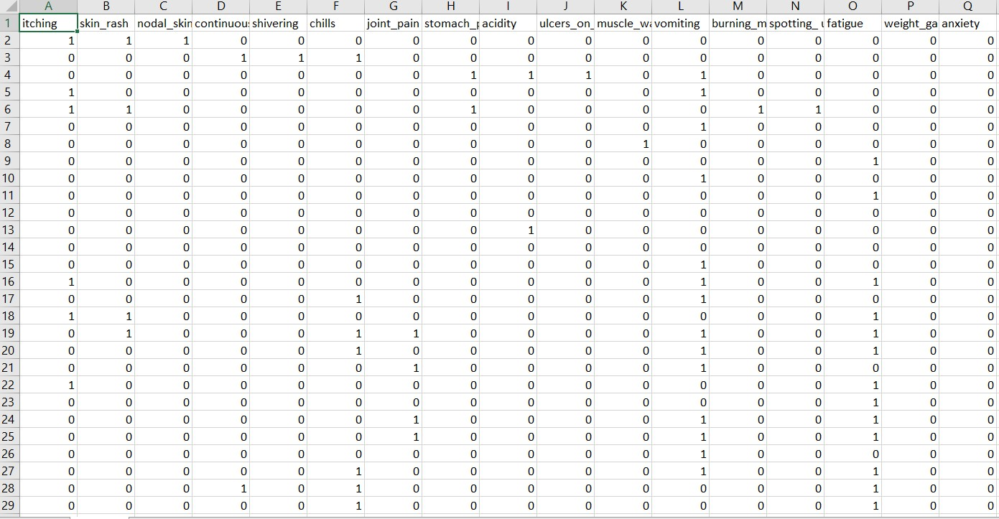 A B C D E F G H I J K L M N O P Q
1 itching skin_rash nodal_skin continuous shivering chills joint_pain stomach_p acidity ulcers_on_ muscle_wa vomiting burning_m spotting_ u fatigue weight_ga anxiety
2 1 1 1 0 0 0 0 0 0 0 0 0 0 0 0 0 0
3 0 0 0 1 1 1 0 0 0 0 0 0 0 0 0 0 0
4 0 0 0 0 0 0 0 1 1 1 0 1 0 0 0 0 0
5 1 0 0 0 0 0 0 0 0 0 0 1 0 0 0 0 0
6 1 1 0 0 0 0 0 1 0 0 0 0 1 1 0 0 0
7 0 0 0 0 0 0 0 0 0 0 0 1 0 0 0 0 0
8 0 0 0 0 0 0 0 0 0 0 1 0 0 0 0 0 0
9 0 0 0 0 0 0 0 0 0 0 0 0 0 0 1 0 0
10 0 0 0 0 0 0 0 0 0 0 0 1 0 0 0 0 0
11 0 0 0 0 0 0 0 0 0 0 0 0 0 0 1 0 0
12 0 0 0 0 0 0 0 0 0 0 0 0 0 0 0 0 0
13 0 0 0 0 0 0 0 0 1 0 0 0 0 0 0 0 0
14 0 0 0 0 0 0 0 0 0 0 0 0 0 0 0 0 0
15 0 0 0 0 0 0 0 0 0 0 0 1 0 0 0 0 0
16 1 0 0 0 0 0 0 0 0 0 0 1 0 0 1 0 0
17 0 0 0 0 0 1 0 0 0 0 0 1 0 0 0 0 0
18 1 1 0 0 0 0 0 0 0 0 0 0 0 0 1 0 0
19 0 1 0 0 0 1 1 0 0 0 0 1 0 0 1 0 0
20 0 0 0 0 0 1 0 0 0 0 0 1 0 0 1 0 0
21 0 0 0 0 0 0 1 0 0 0 0 1 0 0 0 0 0
22 1 0 0 0 0 0 0 0 0 0 0 0 0 0 1 0 0
23 0 0 0 0 0 0 0 0 0 0 0 0 0 0 1 0 0
24 0 0 0 0 0 0 1 0 0 0 0 1 0 0 1 0 0
25 0 0 0 0 0 0 1 0 0 0 0 1 0 0 1 0 0
26 0 0 0 0 0 0 0 0 0 0 0 1 0 0 0 0 0
27 0 0 0 0 0 1 0 0 0 0 0 1 0 0 1 0 0
28 0 0 0 1 0 1 0 0 0 0 0 0 0 0 1 0 0
29 0 0 0 0 0 1 0 0 0 0 0 0 0 0 1 0 0